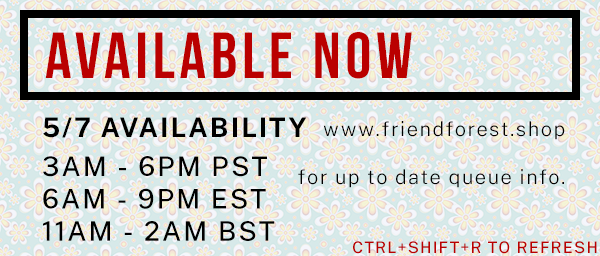 AVAILABLE NOW
5/7 AVAILABILITY www.friendforest.shop
3AM - 6PM PST
for up to date queue info.
6AM - 9PM EST
11AM - 2AM BST
CTRL+SHIFT+R TO REFRESH